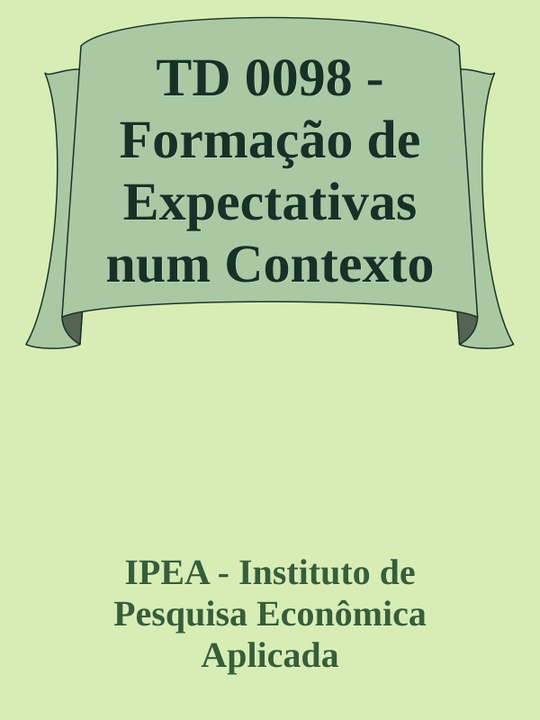 TD 0098 -
Formação de
Expectativas
num Contexto
IPEA - Instituto de
Pesquisa Econômica
Aplicada